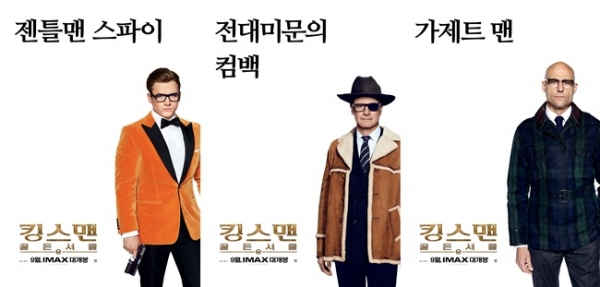 젠틀맨 스파이
킹스맨
골든서클
9월, IMAX 대개봉
전대미문의
컴백
킹스맨
골든서클
9월, IMAX 대개봉
가제트 맨
킹스맨
골든서클
9월, IMAX 대개봉